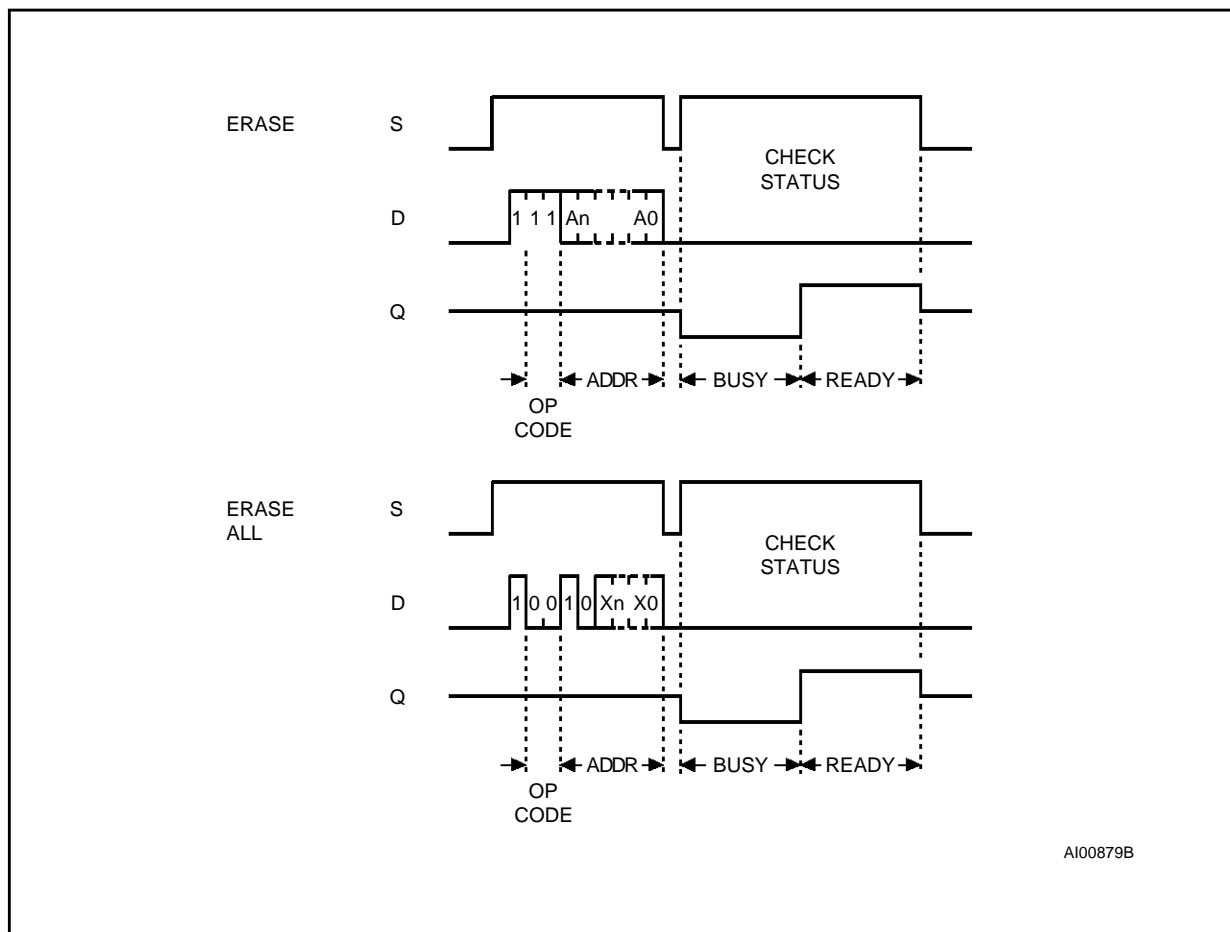 ERASE S
CHECK
STATUS
D 1 1 1 An A0
Q
ADDR BUSY READY
OP
CODE
ERASE
ALL S
CHECK
STATUS
D 1 0 0 1 0 Xn X0
Q
ADDR BUSY READY
OP
CODE
AI00879B